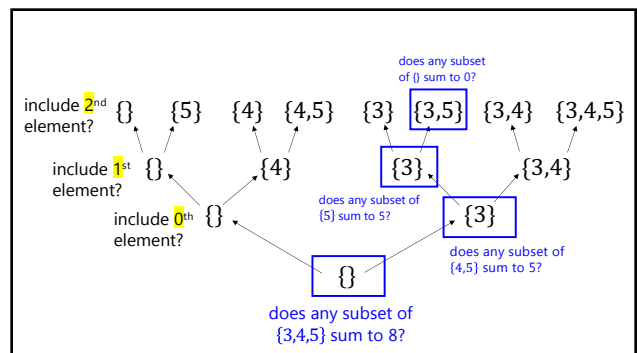 does any subset
of {} sum to 0?
include 2nd
element?
{} {5} {4} {4,5} {3} {3,5} {3,4} {3,4,5}
include 1st
element?
{} {4} {3} {3,4}
does any subset of
{5} sum to 5?
include 0th
element?
{} {3}
does any subset of
{4,5} sum to 5?
{}
does any subset of
{3,4,5} sum to 8?